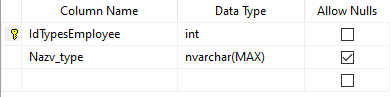 Column Name Data Type Allow Nulls
IdTypesEmployee int
Nazv_type nvarchar(MAX)